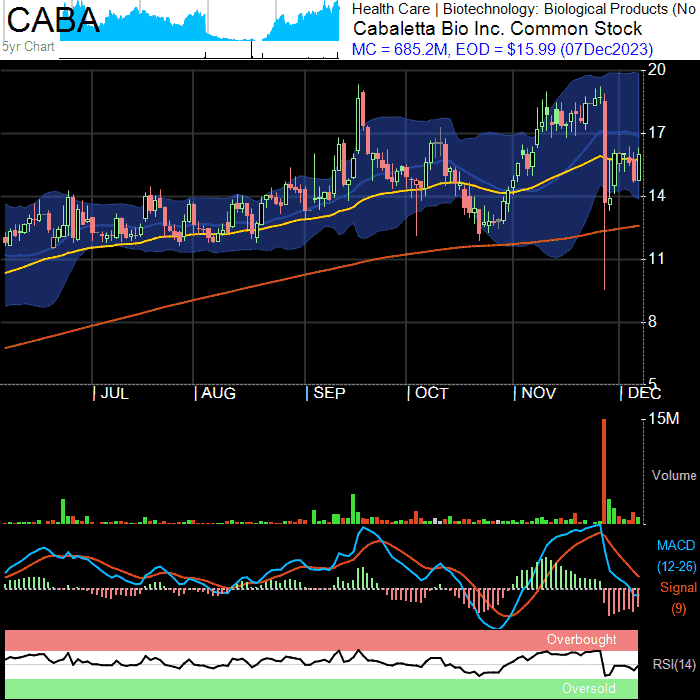 CABA
5yr Chart
Health Care | Biotechnology: Biological Products (No
Cabaletta Bio Inc. Common Stock
MC = 685.2M, EOD = $15.99 (07Dec2023)
20
17
14
11
8
5
| JUL | AUG | SEP | OCT | NOV | DEC
15M
Volume
MACD
(12-26)
Signal
(9)
Overbought
RSI(14)
Oversold